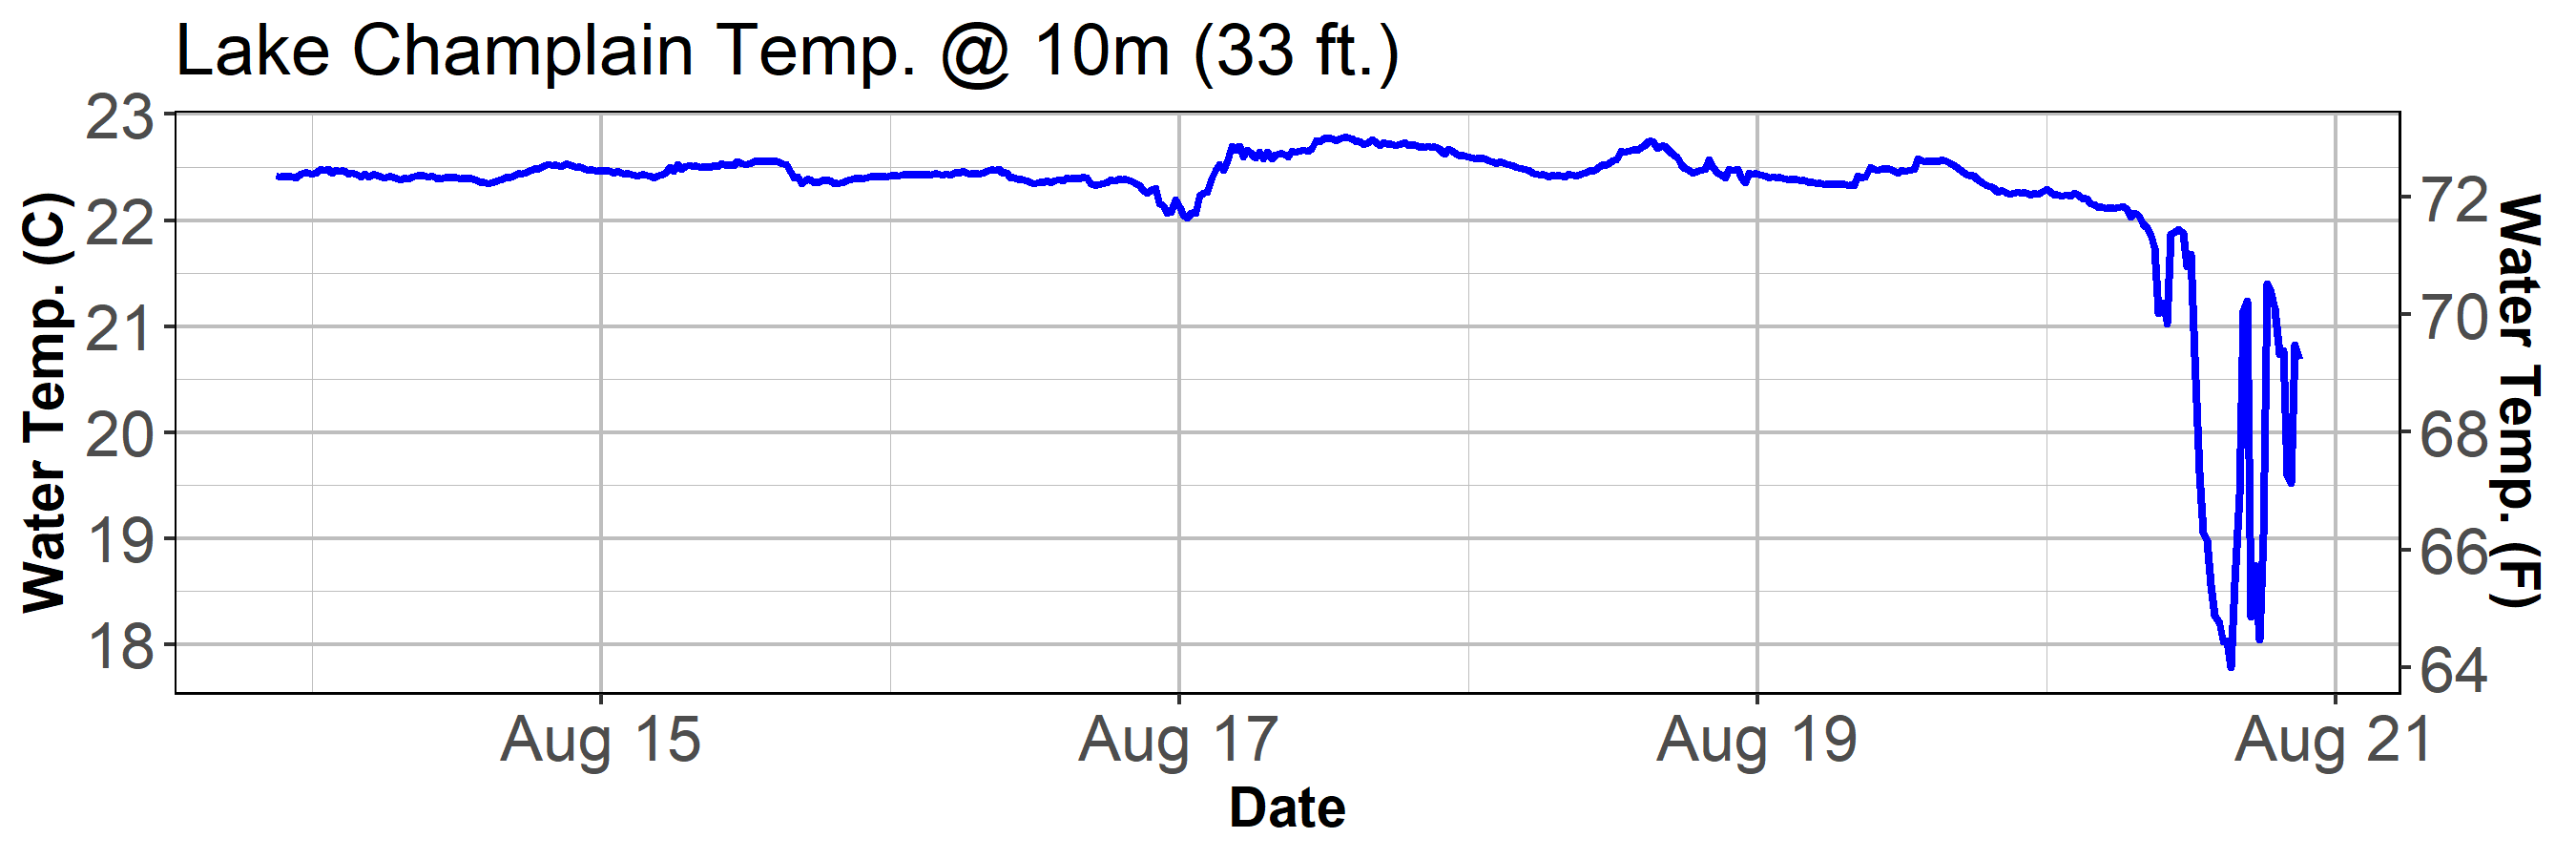 Lake Champlain Temp. @ 10m (33 ft.)
Water Temp. (C)
23
22
21
20
19
18
72
70
68
66
64
Water Temp. (F)
Aug 15 Aug 17 Aug 19 Aug 21
Date